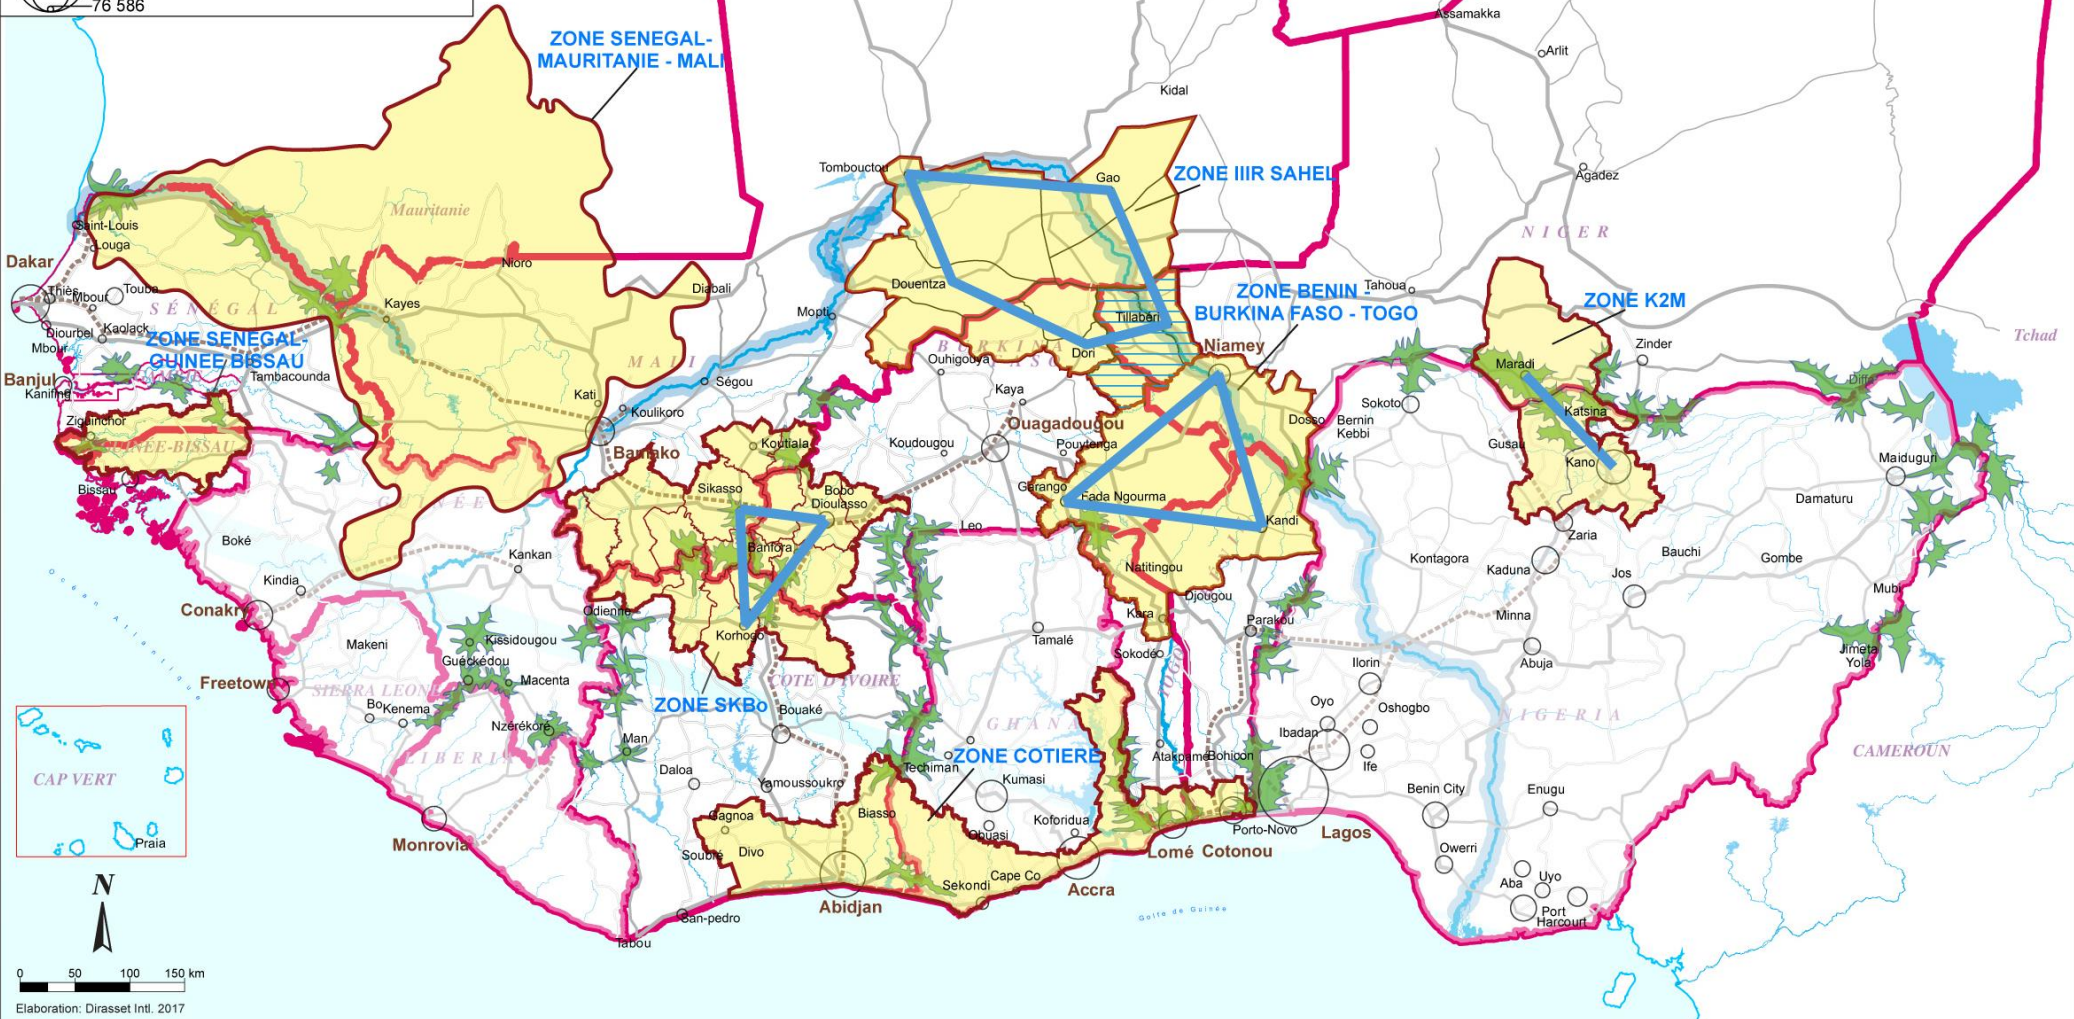 76 586
Assamakka
ZONE SENEGAL-
MAURITANIE - MALI
Arlit
Kidal
Tombouctou
Gao
ZONE IIIR SAHEL
Agadez
Mauritanie
Saint-Louis
Louga
NIGER
Dakar
Nioro
Thiès
Mbour
Touba
Diabali
Douentza
Tahoua
ZONE BENIN -
BURKINA FASO - TOGO
ZONE K2M
SÉNÉGAL
Kayes
Mopti
Tillabéri
Diourbel
Kaolack
Mbour
ZONE SENEGAL-
GUINEE BISSAU
MALI
BURKINA
FASO
Ouhigouya
Dori
Niamey
Zinder
Tchad
Maradi
Banjul
Kanifing
Tambacounda
Ségou
Kati
Koulikoro
Kaya
Diffa
Sokoto
Katsina
Ziguinchor
GUINEE-BISSAU
Bamako
Koutiala
Koudougou
Ouagadougou
Pouytenga
Dosso
Bernin
Kebbi
Gusau
Kano
Maiduguri
Bissau
GUINÉE
Sikasso
Bobo
Dioulasso
Garango
Fada Ngourma
Damaturu
Boké
Leo
Kandi
Zaria
Kankan
Banfora
Natitingou
Kontagora
Kaduna
Bauchi
Gombe
Jos
Kindia
Conakry
Odienne
Djougou
Kara
Minna
Mubi
Makeni
Kissidougou
Korhogo
Tamalé
Parakou
Guéckédou
Sokodé
Ilorin
Abuja
Jimeta
Yola
Freetown
SIERRA LEONE
Macenta
COTE D'IVOIRE
TOGO
Bo
Kenema
ZONE SKBo
Bouaké
Oyo
Oshogbo
Nzérékoré
GHANA
NIGERIA
Man
Ibadan
CAP VERT
LIBERIA
Techiman
ZONE COTIERE
Atakpamé
Bohicon
Ife
CAMEROUN
Daloa
Yamoussoukro
Kumasi
Benin City
Enugu
Gagnoa
Biasso
Koforidua
Porto-Novo
Lagos
Praia
Monrovia
Soubré
Divo
Obuasi
Lomé
Cotonou
Owerri
Sekondi
Cape Co
Accra
Aba
Uyo
N
Abidjan
San-pedro
Golfe de Guinée
Port
Harcourt
Tabou
Océan Atlantique
0 50 100 150 km
Elaboration: Dirasset Intl. 2017